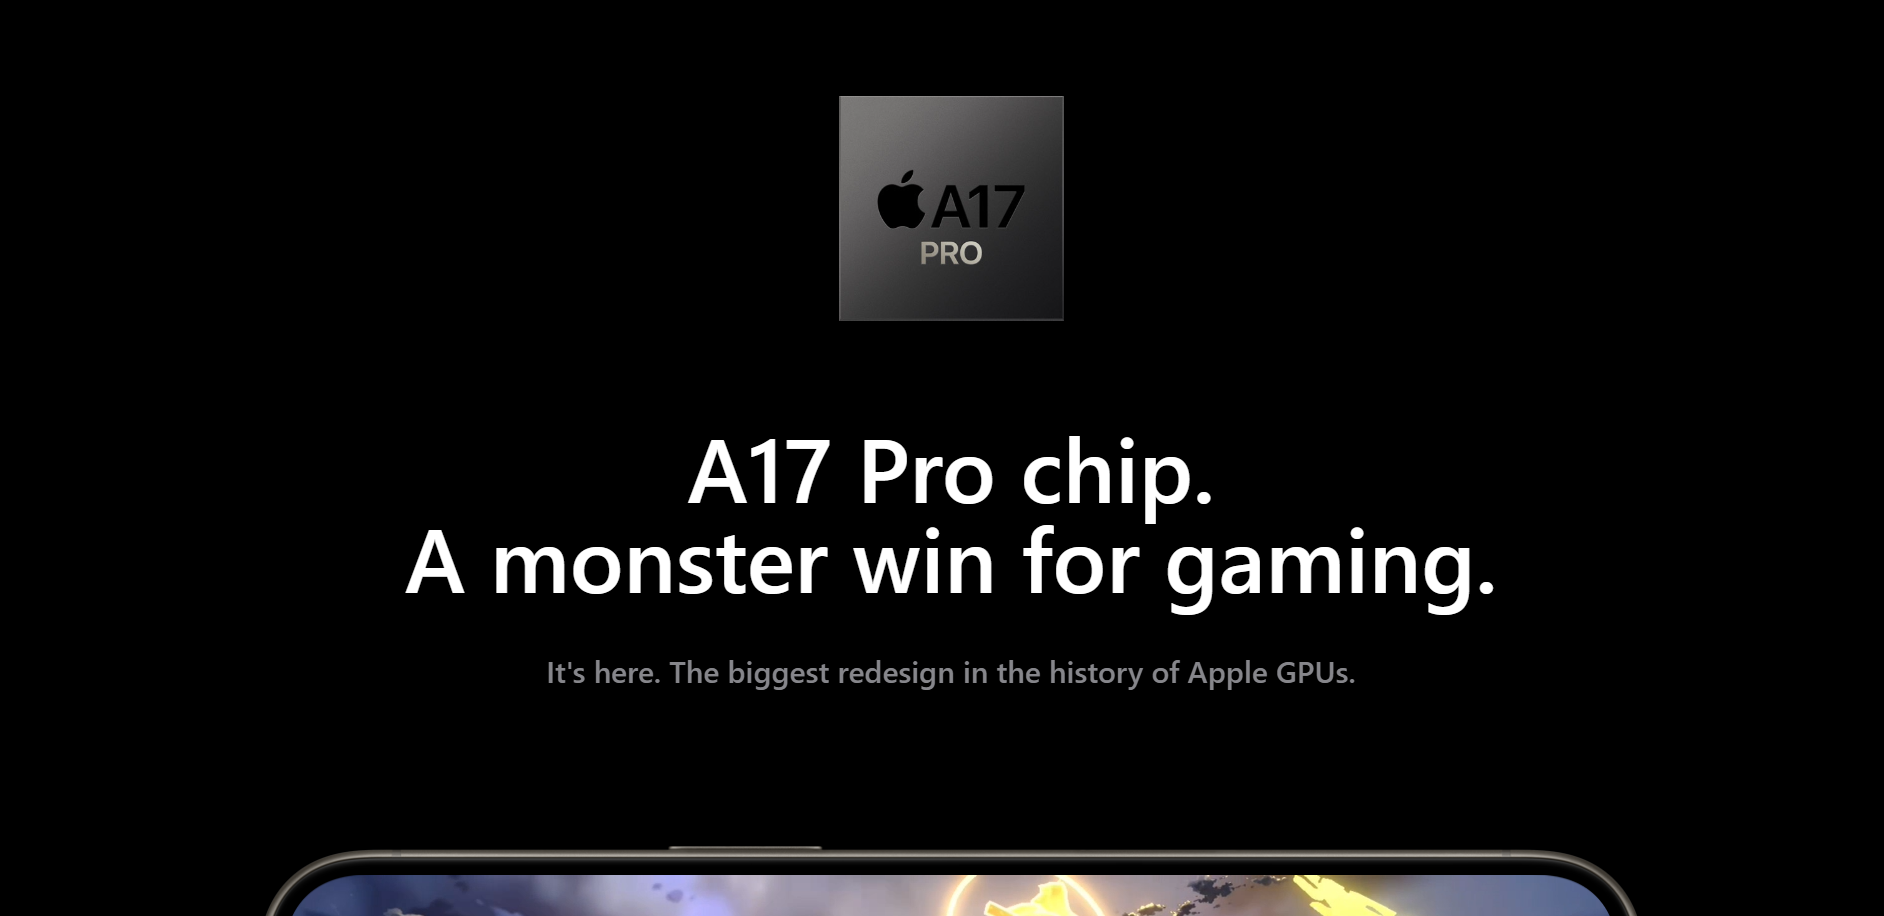 A17
PRO
A17 Pro chip.
A monster win for gaming.
It's here. The biggest redesign in the history of Apple GPUs.